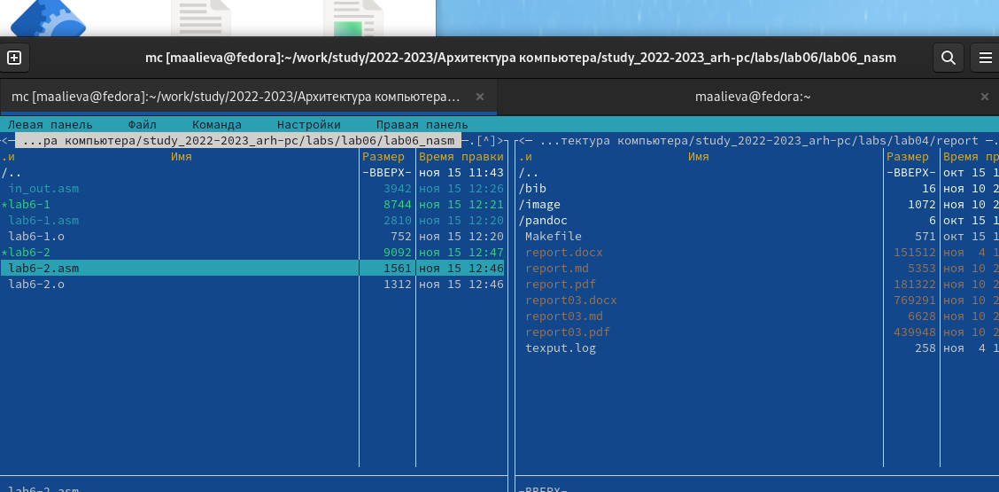 mc [maalieva@fedora]:~/work/study/2022-2023/Архитектура компьютера/study_2022-2023_arh-pc/labs/lab06/lab06_nasm
mc [maalieva@fedora]:~/work/study/2022-2023/Архитектура компьютера… × maalieva@fedora:~ ×
Левая панель Файл Команда Настройки Правая панель
<─ ...ра компьютера/study_2022-2023_arh-pc/labs/lab06/lab06_nasm ─.[^]>
.и Имя Размер Время правки
/.. -ВВЕРХ- ноя 15 11:43
in_out.asm 3942 ноя 15 12:26
*lab6-1 8744 ноя 15 12:21
lab6-1.asm 2810 ноя 15 12:20
lab6-1.o 752 ноя 15 12:20
*lab6-2 9092 ноя 15 12:47
lab6-2.asm 1561 ноя 15 12:46
lab6-2.o 1312 ноя 15 12:46
lab6-2.asm
<─ ...тектура компьютера/study_2022-2023_arh-pc/labs/lab04/report ─.
.и Имя Размер Время пр
/.. -ВВЕРХ- окт 15 1
/bib 16 ноя 10 2
/image 1072 ноя 10 2
/pandoc 6 окт 15 1
Makefile 571 окт 15 1
report.docx 151512 ноя 4 1
report.md 5353 ноя 10 2
report.pdf 181322 ноя 10 2
report03.docx 769291 ноя 10 2
report03.md 6628 ноя 10 2
report03.pdf 439948 ноя 10 2
texput.log 258 ноя 4 1
-ВВЕРХ-